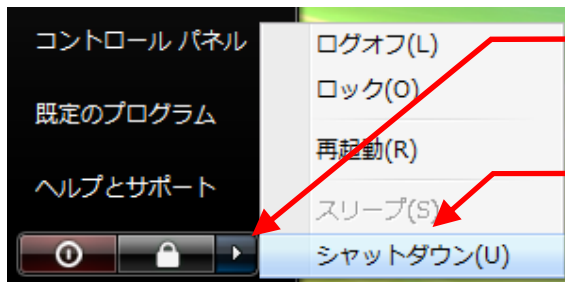 コントロール パネル
既定のプログラム
ヘルプとサポート
ログオフ(L)
ロック(O)
再起動(R)
スリープ(S)
シャットダウン(U)